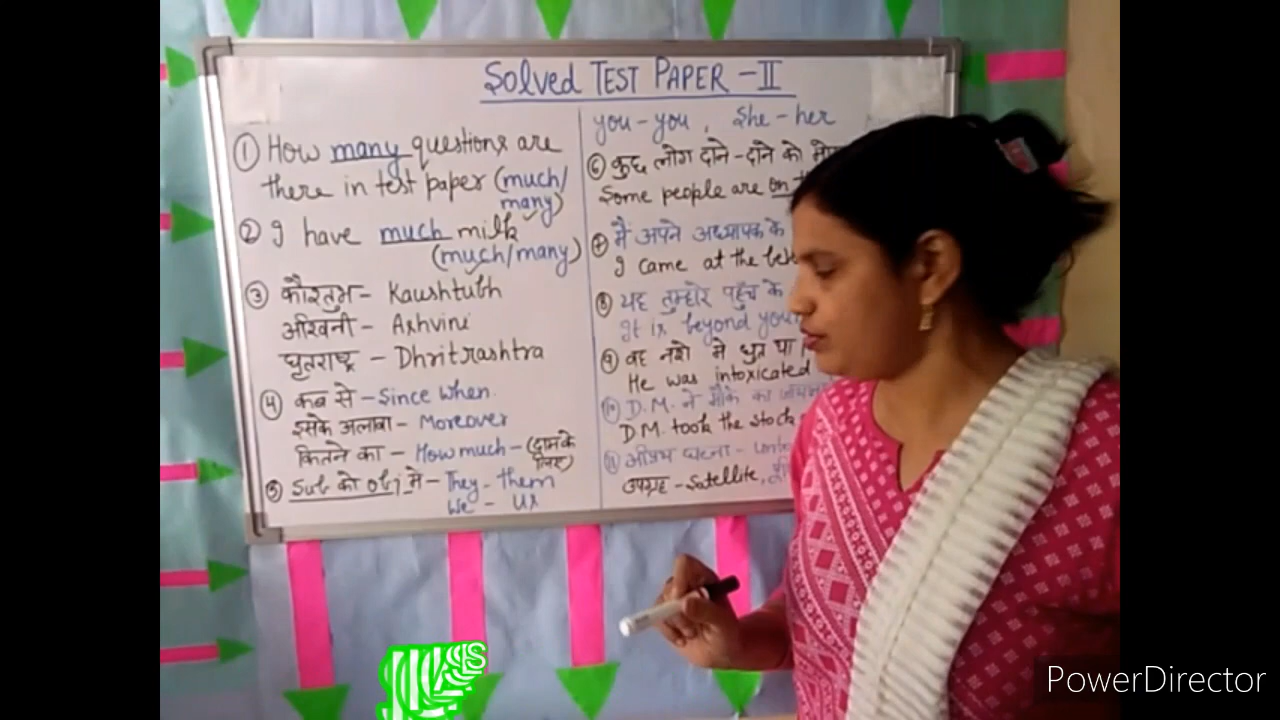 Solved TEST PAPER - II
① How many questions are
there in test paper (much/
many)
② I have much milk
(much/many)
③ कौस्तुभ - Kaushtubh
अश्विनी - Ashvini
धृतराष्ट्र - Dhritrashtra
④ कब से - Since when.
इसके अलावा - Moreover
कितने का - How much - (दाम के
लिए)
⑤ Sub को obj मे - They - them
We - us
you - you, She - her
⑥ कुछ लोग दाने-दाने को
Some people are on
⑦ मैं अपने अध्यापक के
I came at the
⑧ यह तुम्हारे पहुँच के
It is beyond
⑨ वह नशे मे धुत्त था
He was intoxicated
⑩ D.M. ने मौके का
D.M. took the stock
⑪ अप्रिय घटना -
उपग्रह - Satellite,
PowerDirector